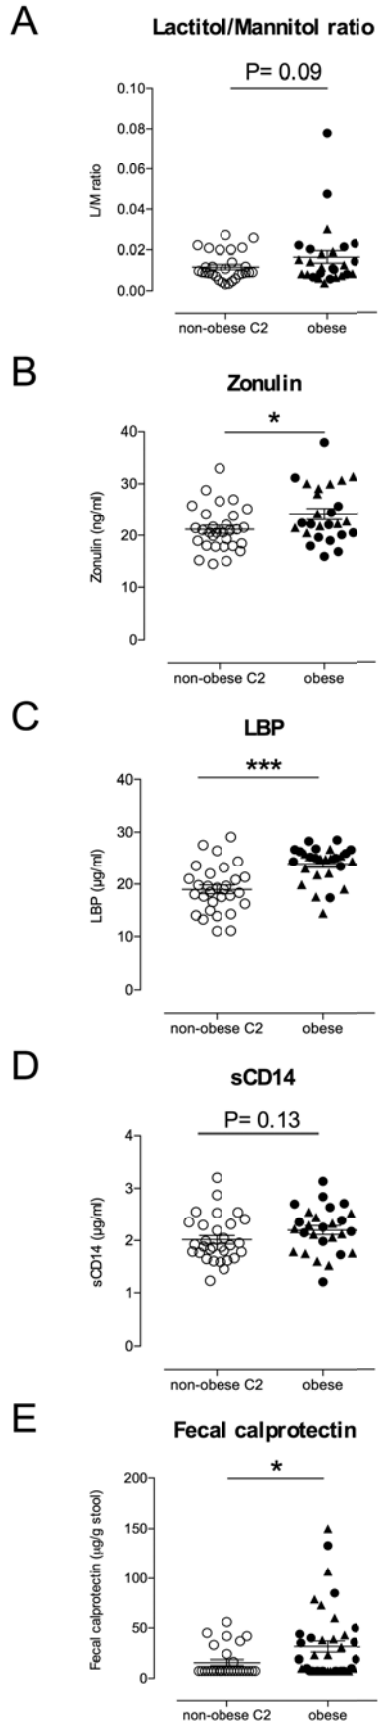 A
Lactitol/Mannitol ratio
P= 0.09
0.10
0.08
0.06
0.04
0.02
0.00
L/M ratio
non-obese C2
obese
B
Zonulin
*
40
30
20
10
0
Zonulin (ng/ml)
non-obese C2
obese
C
LBP
***
40
30
20
10
0
LBP (µg/ml)
non-obese C2
obese
D
sCD14
P= 0.13
4
3
2
1
0
sCD14 (µg/ml)
non-obese C2
obese
E
Fecal calprotectin
*
200
150
100
50
0
Fecal calprotectin (µg/g stool)
non-obese C2
obese